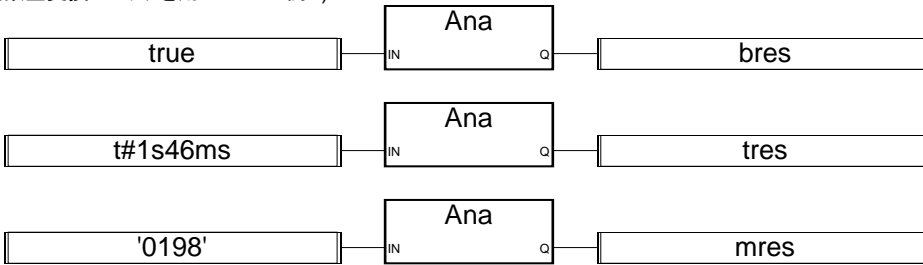 Ana
true IN Q bres
Ana
t#1s46ms IN Q tres
Ana
'0198' IN Q mres